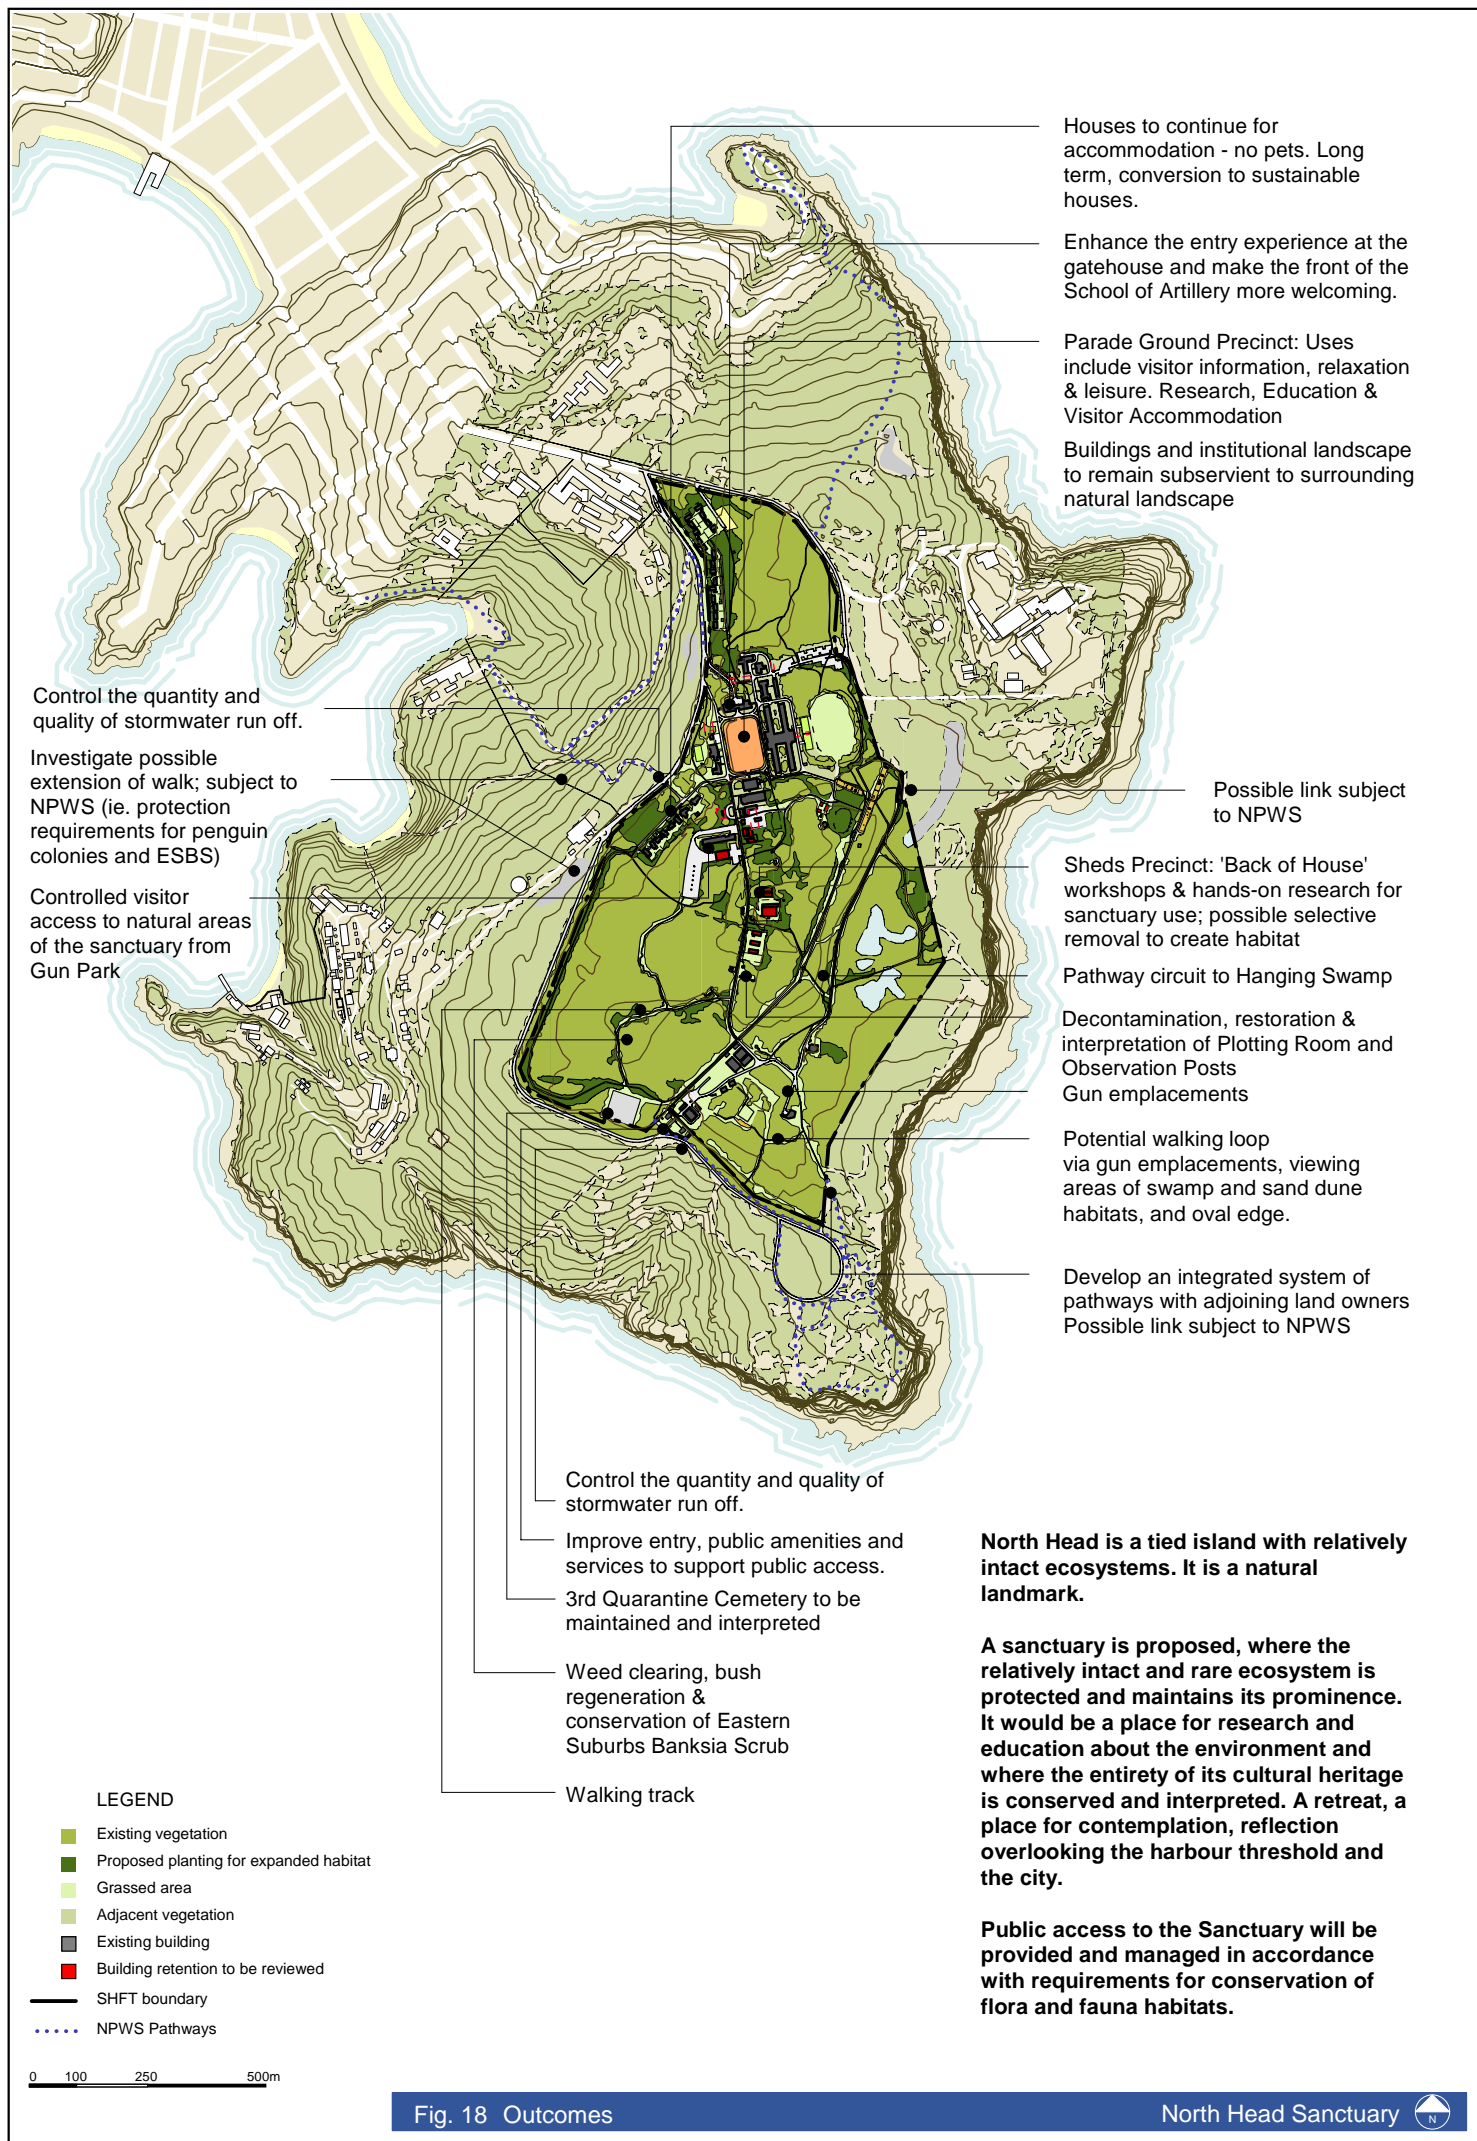 Houses to continue for
accommodation - no pets. Long
term, conversion to sustainable
houses.
Enhance the entry experience at the
gatehouse and make the front of the
School of Artillery more welcoming.
Parade Ground Precinct: Uses
include visitor information, relaxation
& leisure. Research, Education &
Visitor Accommodation
Buildings and institutional landscape
to remain subservient to surrounding
natural landscape
Control the quantity and
quality of stormwater run off.
Investigate possible
extension of walk; subject to
NPWS (ie. protection
requirements for penguin
colonies and ESBS)
Controlled visitor
access to natural areas
of the sanctuary from
Gun Park
Possible link subject
to NPWS
Sheds Precinct: 'Back of House'
workshops & hands-on research for
sanctuary use; possible selective
removal to create habitat
Pathway circuit to Hanging Swamp
Decontamination, restoration &
interpretation of Plotting Room and
Observation Posts
Gun emplacements
Potential walking loop
via gun emplacements, viewing
areas of swamp and sand dune
habitats, and oval edge.
Develop an integrated system of
pathways with adjoining land owners
Possible link subject to NPWS
Control the quantity and quality of
stormwater run off.
Improve entry, public amenities and
services to support public access.
3rd Quarantine Cemetery to be
maintained and interpreted
Weed clearing, bush
regeneration &
conservation of Eastern
Suburbs Banksia Scrub
Walking track
North Head is a tied island with relatively
intact ecosystems. It is a natural
landmark.
A sanctuary is proposed, where the
relatively intact and rare ecosystem is
protected and maintains its prominence.
It would be a place for research and
education about the environment and
where the entirety of its cultural heritage
is conserved and interpreted. A retreat, a
place for contemplation, reflection
overlooking the harbour threshold and
the city.
Public access to the Sanctuary will be
provided and managed in accordance
with requirements for conservation of
flora and fauna habitats.
LEGEND
Existing vegetation
Proposed planting for expanded habitat
Grassed area
Adjacent vegetation
Existing building
Building retention to be reviewed
SHFT boundary
NPWS Pathways
0 100 250 500m
Fig. 18 Outcomes
North Head Sanctuary
N